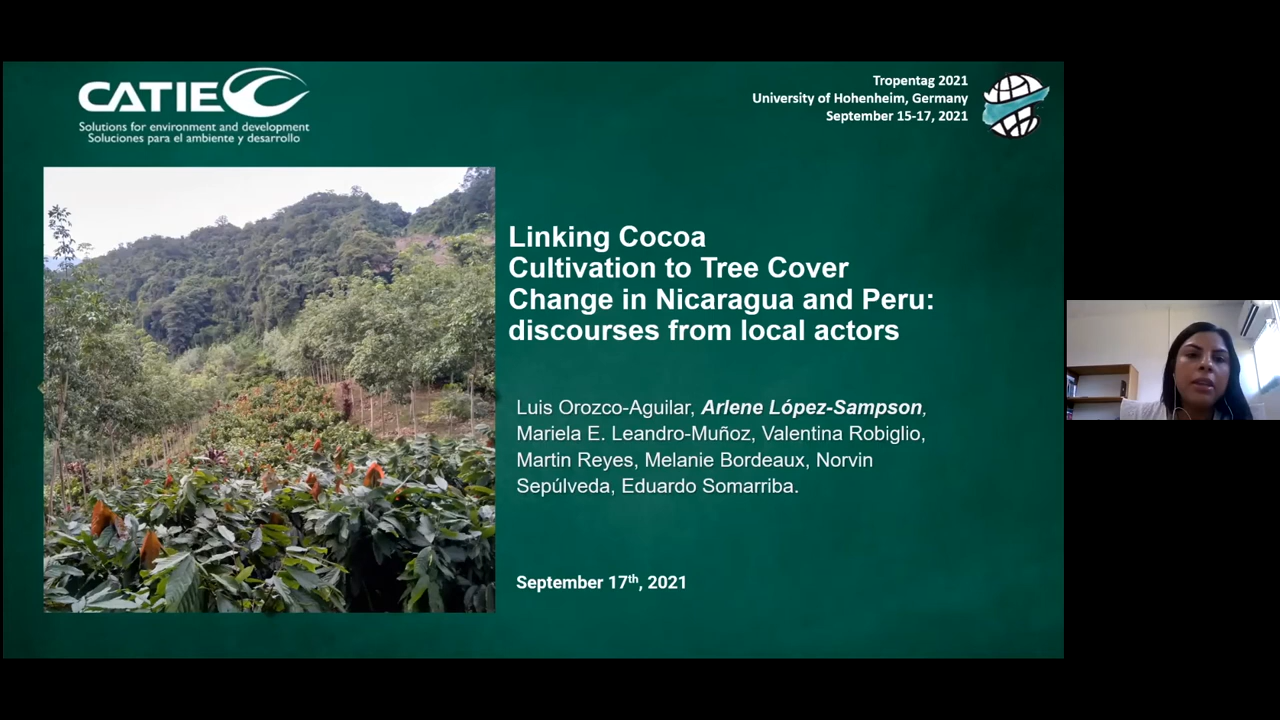 CATIE
Solutions for environment and development
Soluciones para el ambiente y desarrollo
Tropentag 2021
University of Hohenheim, Germany
September 15-17, 2021
Linking Cocoa
Cultivation to Tree Cover
Change in Nicaragua and Peru:
discourses from local actors
Luis Orozco-Aguilar, Arlene López-Sampson,
Mariela E. Leandro-Muñoz, Valentina Robiglio,
Martin Reyes, Melanie Bordeaux, Norvin
Sepúlveda, Eduardo Somarriba.
September 17th, 2021